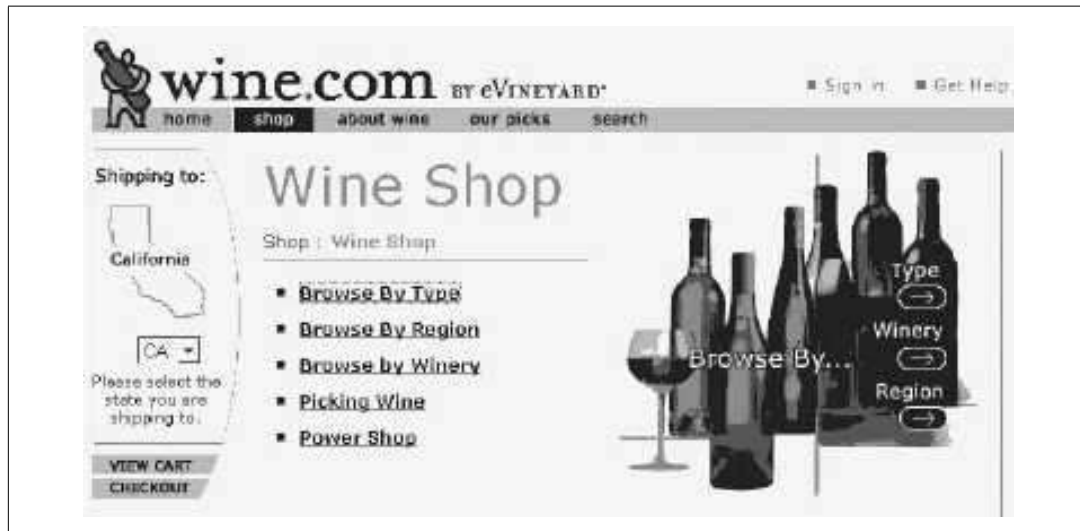 wine.com BY eVINEYARD
Sign in Get Help
home shop about wine our picks search
Shipping to:
California
CA
Please select the
state you are
shipping to.
VIEW CART
CHECKOUT
Wine Shop
Shop : Wine Shop
Browse By Type
Browse By Region
Browse by Winery
Picking Wine
Power Shop
Browse By...
Type
Winery
Region